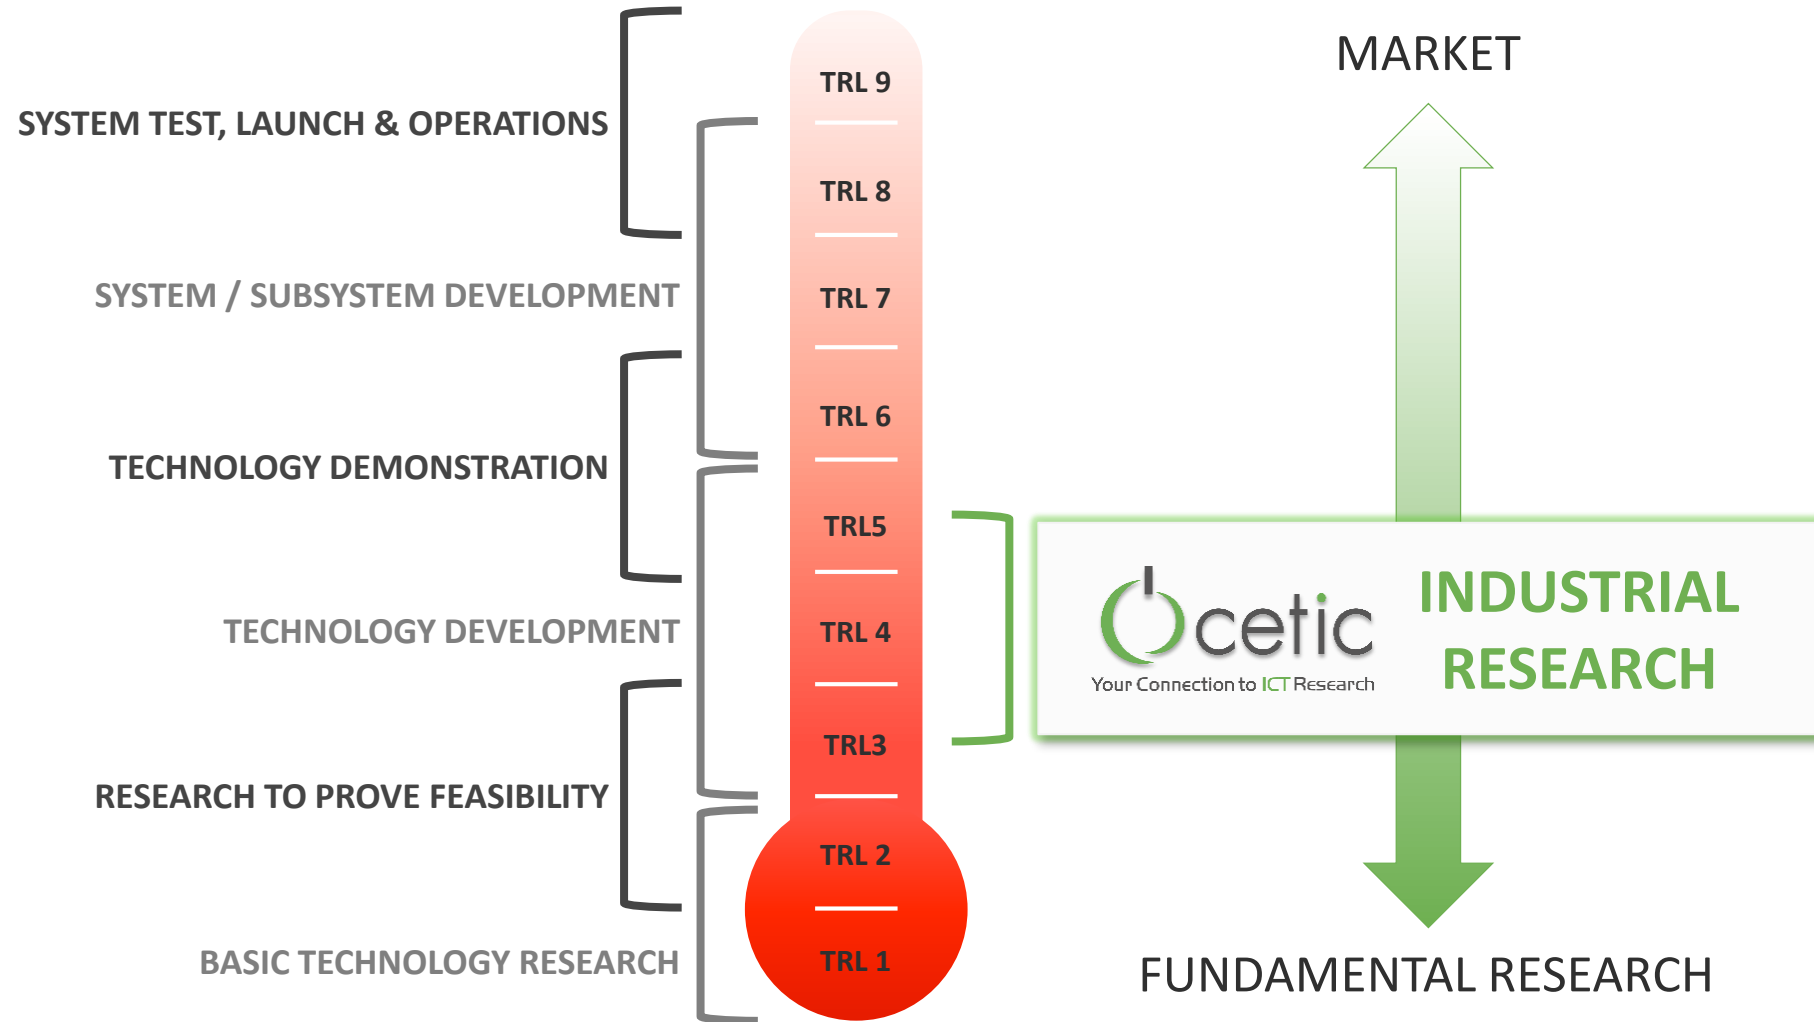 SYSTEM TEST, LAUNCH & OPERATIONS
SYSTEM / SUBSYSTEM DEVELOPMENT
TECHNOLOGY DEMONSTRATION
TECHNOLOGY DEVELOPMENT
RESEARCH TO PROVE FEASIBILITY
BASIC TECHNOLOGY RESEARCH
TRL 9
TRL 8
TRL 7
TRL 6
TRL5
TRL 4
TRL3
TRL 2
TRL 1
MARKET
cetic
Your Connection to ICT Research
INDUSTRIAL
RESEARCH
FUNDAMENTAL RESEARCH